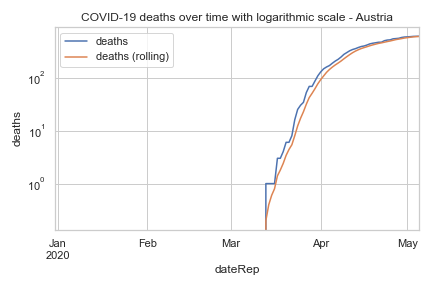 COVID-19 deaths over time with logarithmic scale - Austria
deaths
deaths (rolling)
10²
10¹
10⁰
deaths
Jan Feb Mar Apr May
2020
dateRep